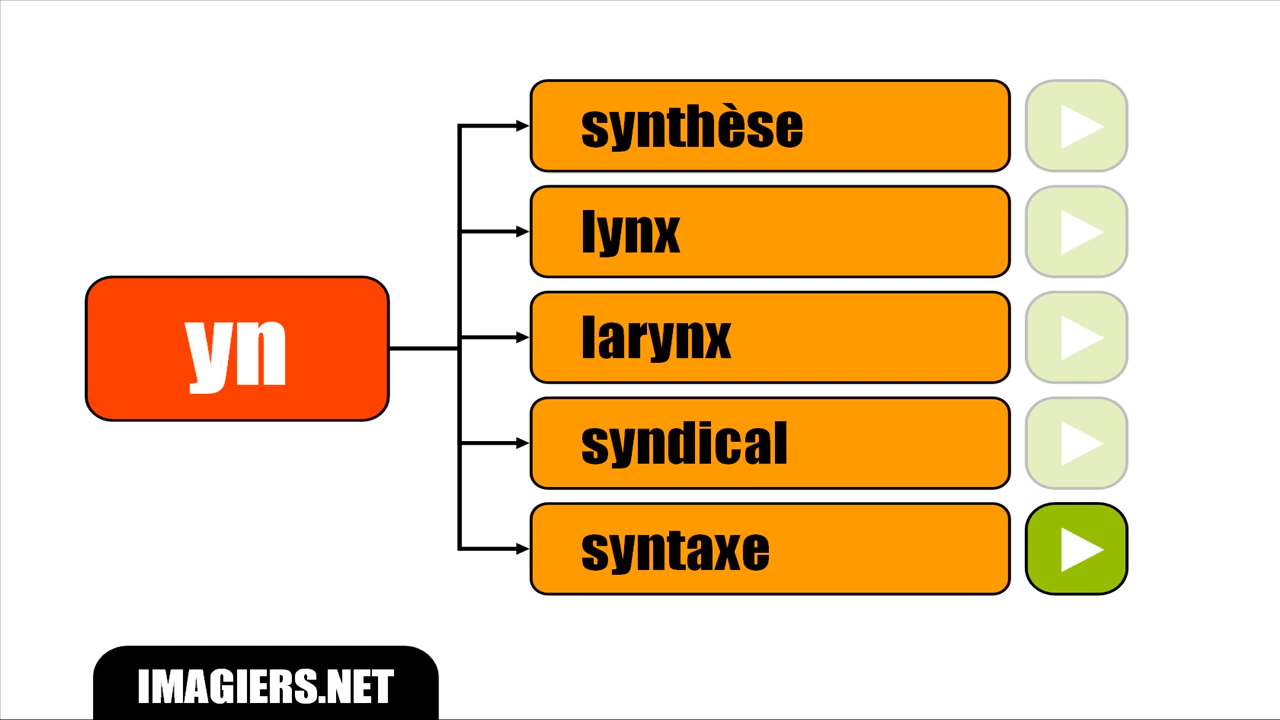 yn
synthèse
lynx
larynx
syndical
syntaxe
IMAGIERS.NET